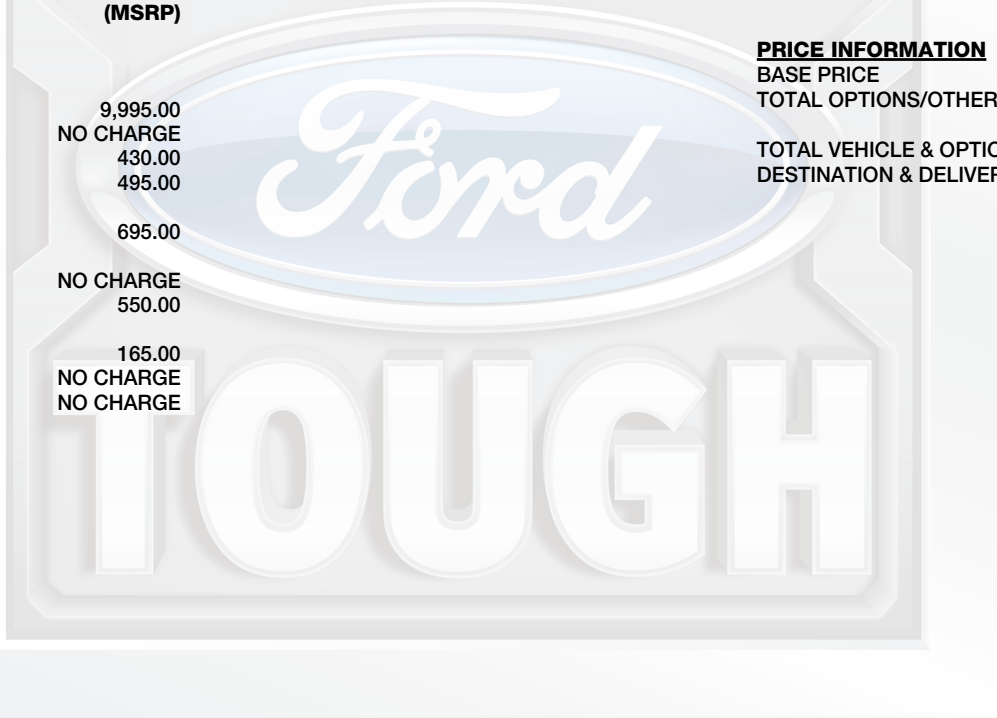 (MSRP)
9,995.00
NO CHARGE
430.00
495.00
695.00
NO CHARGE
550.00
165.00
NO CHARGE
NO CHARGE
PRICE INFORMATION
BASE PRICE
TOTAL OPTIONS/OTHER
TOTAL VEHICLE & OPTIO
DESTINATION & DELIVER
Ford
TOUGH